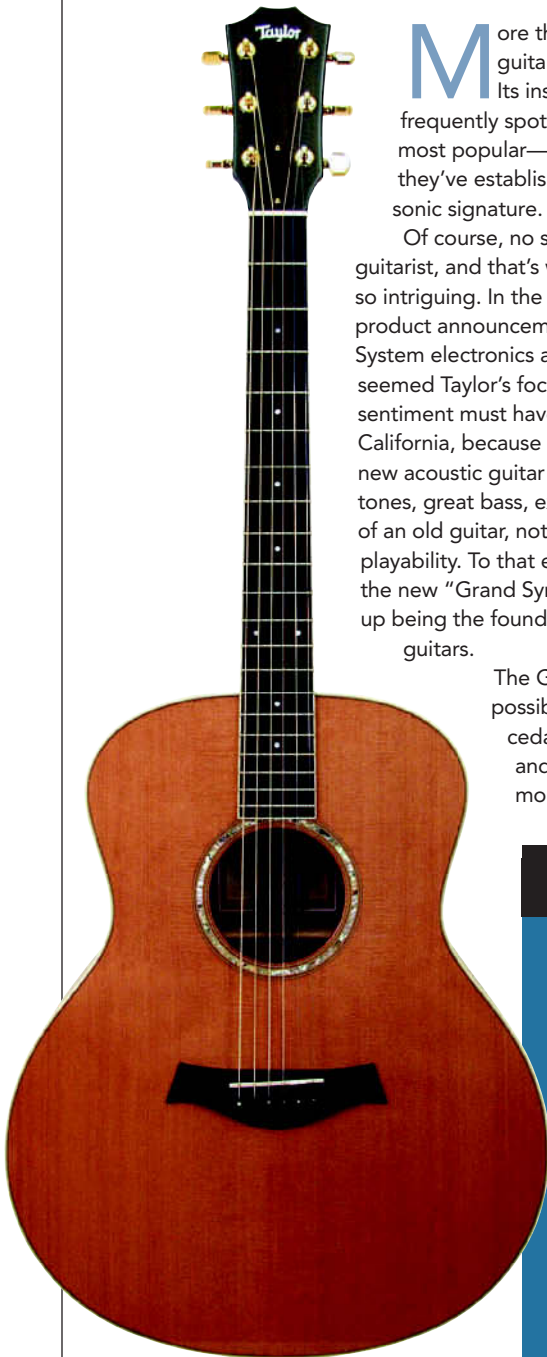 Taylor
More th
guita
Its ins
frequently spot
most popular—
they've establis
sonic signature.
Of course, no s
guitarist, and that's w
so intriguing. In the
product announcem
System electronics a
seemed Taylor's foc
sentiment must hav
California, because
new acoustic guitar
tones, great bass, e
of an old guitar, not
playability. To that e
the new "Grand Syr
up being the found
guitars.
The G
possib
ceda
and
mo